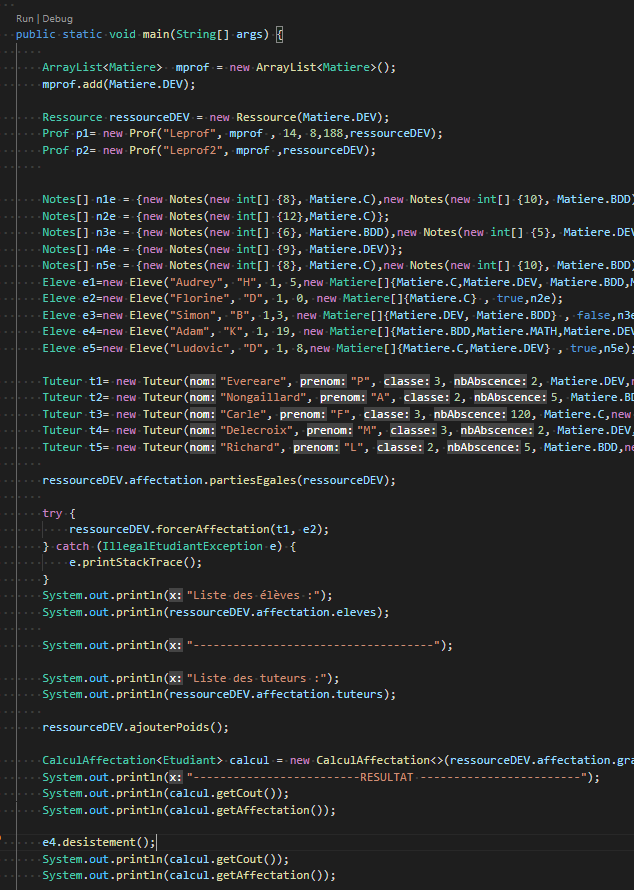 Run | Debug
public static void main(String[] args) {
ArrayList<Matiere> mprof = new ArrayList<Matiere>();
mprof.add(Matiere.DEV);
Ressource ressourceDEV = new Ressource(Matiere.DEV);
Prof p1= new Prof("Leprof", mprof , 14, 8,188,ressourceDEV);
Prof p2= new Prof("Leprof2", mprof ,ressourceDEV);
Notes[] n1e = {new Notes(new int[] {8}, Matiere.C),new Notes(new int[] {10}, Matiere.BDD)
Notes[] n2e = {new Notes(new int[] {12},Matiere.C)};
Notes[] n3e = {new Notes(new int[] {6}, Matiere.BDD),new Notes(new int[] {5}, Matiere.DEV
Notes[] n4e = {new Notes(new int[] {9}, Matiere.DEV)};
Notes[] n5e = {new Notes(new int[] {8}, Matiere.C),new Notes(new int[] {10}, Matiere.BDD)
Eleve e1=new Eleve("Audrey", "H", 1, 5,new Matiere[]{Matiere.C,Matiere.DEV, Matiere.BDD,M
Eleve e2=new Eleve("Florine", "D", 1, 0, new Matiere[]{Matiere.C} , true,n2e);
Eleve e3=new Eleve("Simon", "B", 1,3, new Matiere[]{Matiere.DEV, Matiere.BDD} , false,n3e
Eleve e4=new Eleve("Adam", "K", 1, 19, new Matiere[]{Matiere.BDD,Matiere.MATH,Matiere.DEV
Eleve e5=new Eleve("Ludovic", "D", 1, 8,new Matiere[]{Matiere.C,Matiere.DEV} , true,n5e);
Tuteur t1= new Tuteur(nom: "Evereare", prenom: "P", classe: 3, nbAbscence: 2, Matiere.DEV,n
Tuteur t2= new Tuteur(nom: "Nongaillard", prenom: "A", classe: 2, nbAbscence: 5, Matiere.BD
Tuteur t3= new Tuteur(nom: "Carle", prenom: "F", classe: 3, nbAbscence: 120, Matiere.C,new
Tuteur t4= new Tuteur(nom: "Delecroix", prenom: "M", classe: 3, nbAbscence: 2, Matiere.DEV,
Tuteur t5= new Tuteur(nom: "Richard", prenom: "L", classe: 2, nbAbscence: 5, Matiere.BDD,ne
ressourceDEV.affectation.partiesEgales(ressourceDEV);
try {
ressourceDEV.forcerAffectation(t1, e2);
} catch (IllegalEtudiantException e) {
e.printStackTrace();
}
System.out.println(x: "Liste des élèves :");
System.out.println(ressourceDEV.affectation.eleves);
System.out.println(x: "------------------------------------");
System.out.println(x: "Liste des tuteurs :");
System.out.println(ressourceDEV.affectation.tuteurs);
ressourceDEV.ajouterPoids();
CalculAffectation<Etudiant> calcul = new CalculAffectation<>(ressourceDEV.affectation.gra
System.out.println(x: "-------------------------RESULTAT ------------------------");
System.out.println(calcul.getCout());
System.out.println(calcul.getAffectation());
e4.desistement();
System.out.println(calcul.getCout());
System.out.println(calcul.getAffectation());